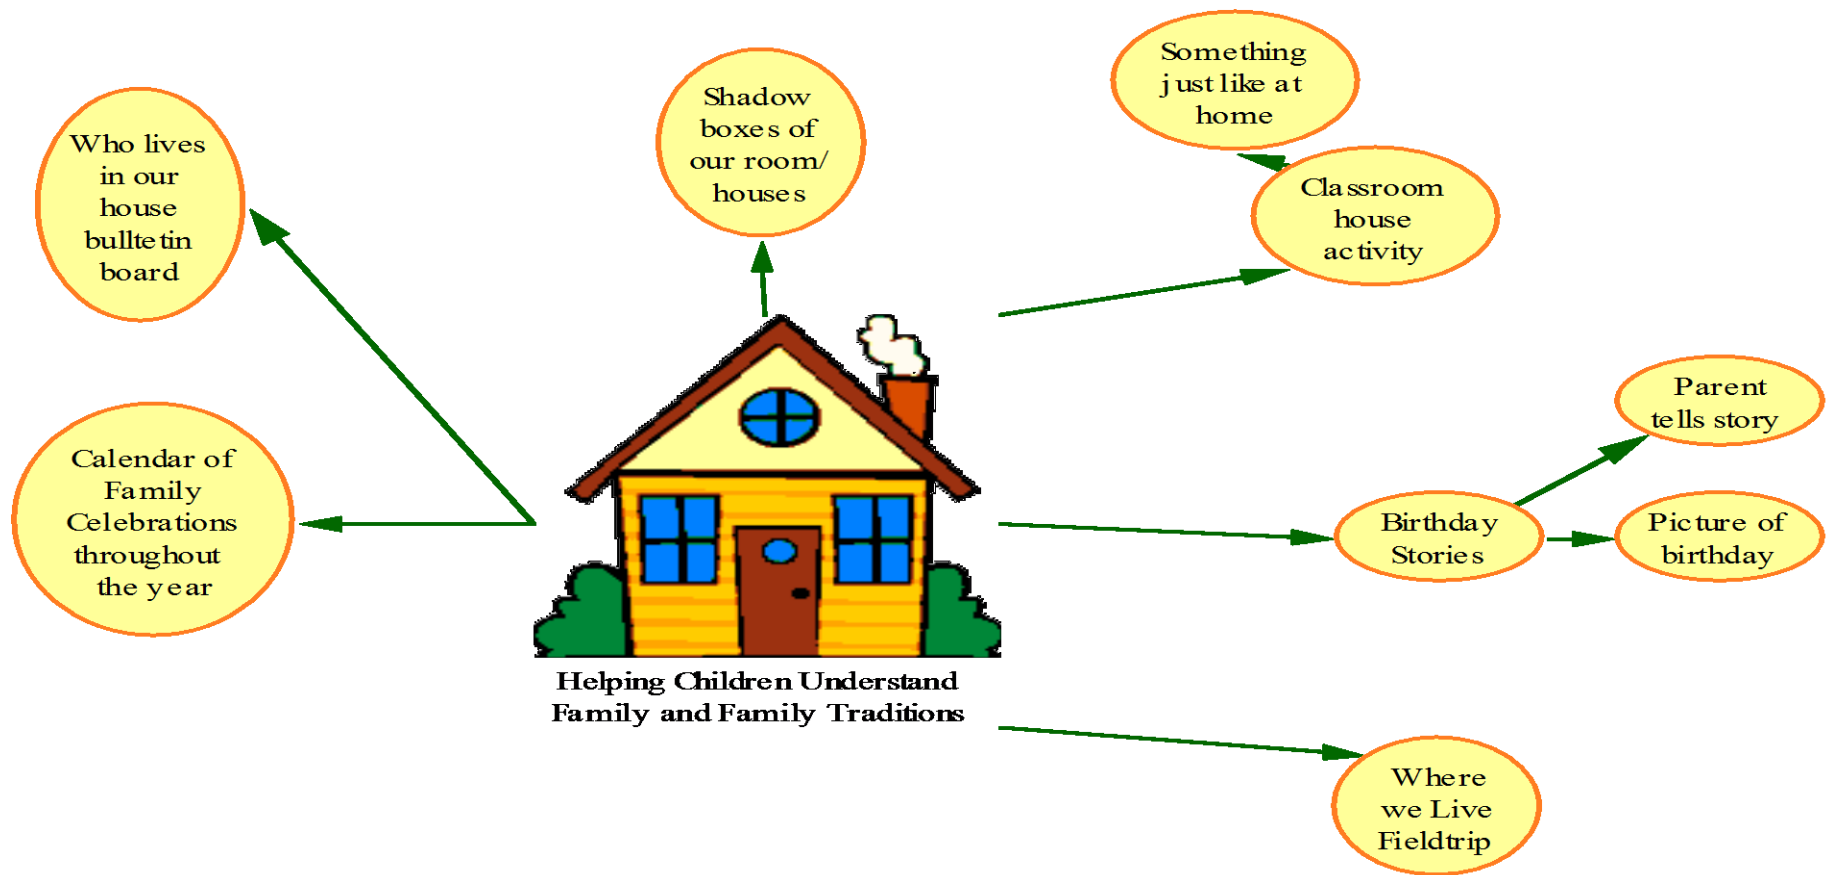 Something
just like at
home
Shadow
boxes of
our room/
houses
Who lives
in our
house
bulltetin
board
Classroom
house
activity
Parent
tells story
Calendar of
Family
Celebrations
throughout
the year
Birthday
Stories
Picture of
birthday
Helping Children Understand
Family and Family Traditions
Where
we Live
Fieldtrip